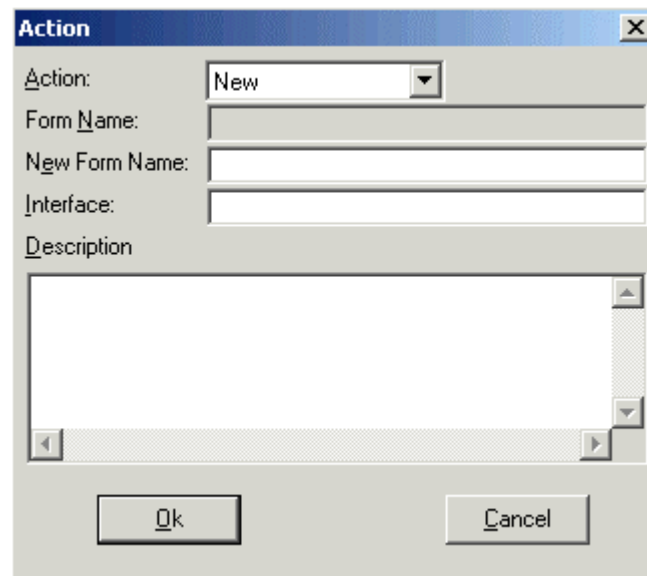 Action
Action: New
Form Name:
New Form Name:
Interface:
Description
Ok Cancel